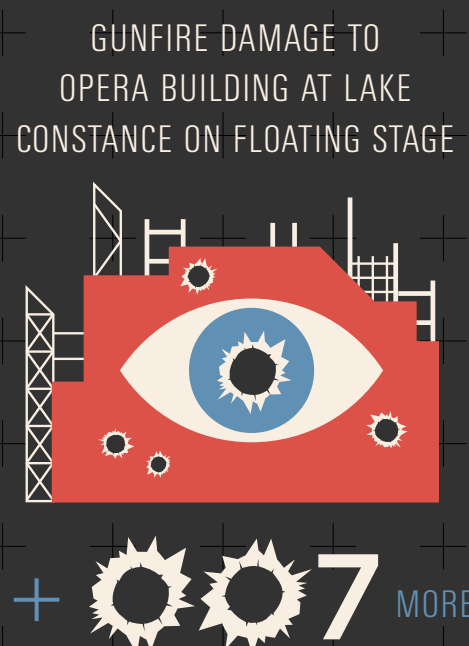 GUNFIRE DAMAGE TO
OPERA BUILDING AT LAKE
CONSTANCE ON FLOATING STAGE
+ 007 MORE